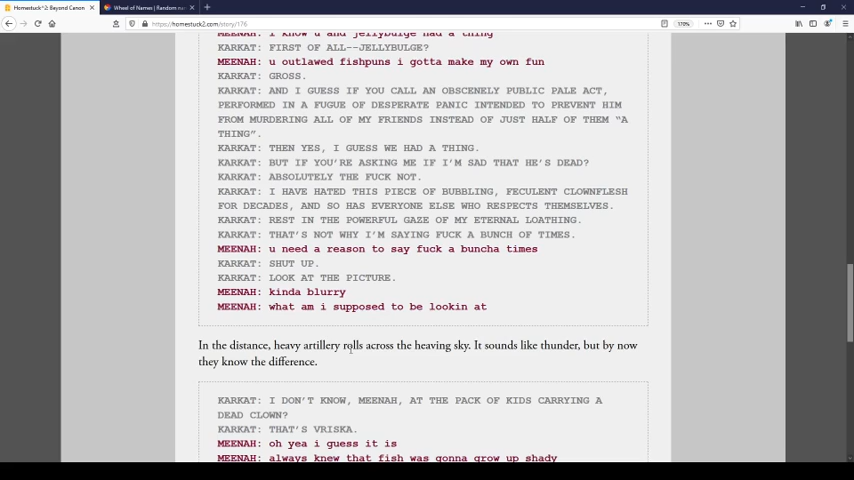 Homestuck^2: Beyond Canon
Wheel of Names | Random na
https://homestuck2.com/story/176
170%
MEENAH: i know u and jellybulge had a thing
KARKAT: FIRST OF ALL--JELLYBULGE?
MEENAH: u outlawed fishpuns i gotta make my own fun
KARKAT: GROSS.
KARKAT: AND I GUESS IF YOU CALL AN OBSCENELY PUBLIC PALE ACT,
PERFORMED IN A FUGUE OF DESPERATE PANIC INTENDED TO PREVENT HIM
FROM MURDERING ALL OF MY FRIENDS INSTEAD OF JUST HALF OF THEM “A
THING”.
KARKAT: THEN YES, I GUESS WE HAD A THING.
KARKAT: BUT IF YOU’RE ASKING ME IF I’M SAD THAT HE’S DEAD?
KARKAT: ABSOLUTELY THE FUCK NOT.
KARKAT: I HAVE HATED THIS PIECE OF BUBBLING, FECULENT CLOWNFLESH
FOR DECADES, AND SO HAS EVERYONE ELSE WHO RESPECTS THEMSELVES.
KARKAT: REST IN THE POWERFUL GAZE OF MY ETERNAL LOATHING.
KARKAT: THAT’S NOT WHY I’M SAYING FUCK A BUNCH OF TIMES.
MEENAH: u need a reason to say fuck a buncha times
KARKAT: SHUT UP.
KARKAT: LOOK AT THE PICTURE.
MEENAH: kinda blurry
MEENAH: what am i supposed to be lookin at
In the distance, heavy artillery rolls across the heaving sky. It sounds like thunder, but by now
they know the difference.
KARKAT: I DON’T KNOW, MEENAH, AT THE PACK OF KIDS CARRYING A
DEAD CLOWN?
KARKAT: THAT’S VRISKA.
MEENAH: oh yea i guess it is
MEENAH: always knew that fish was gonna grow up shady